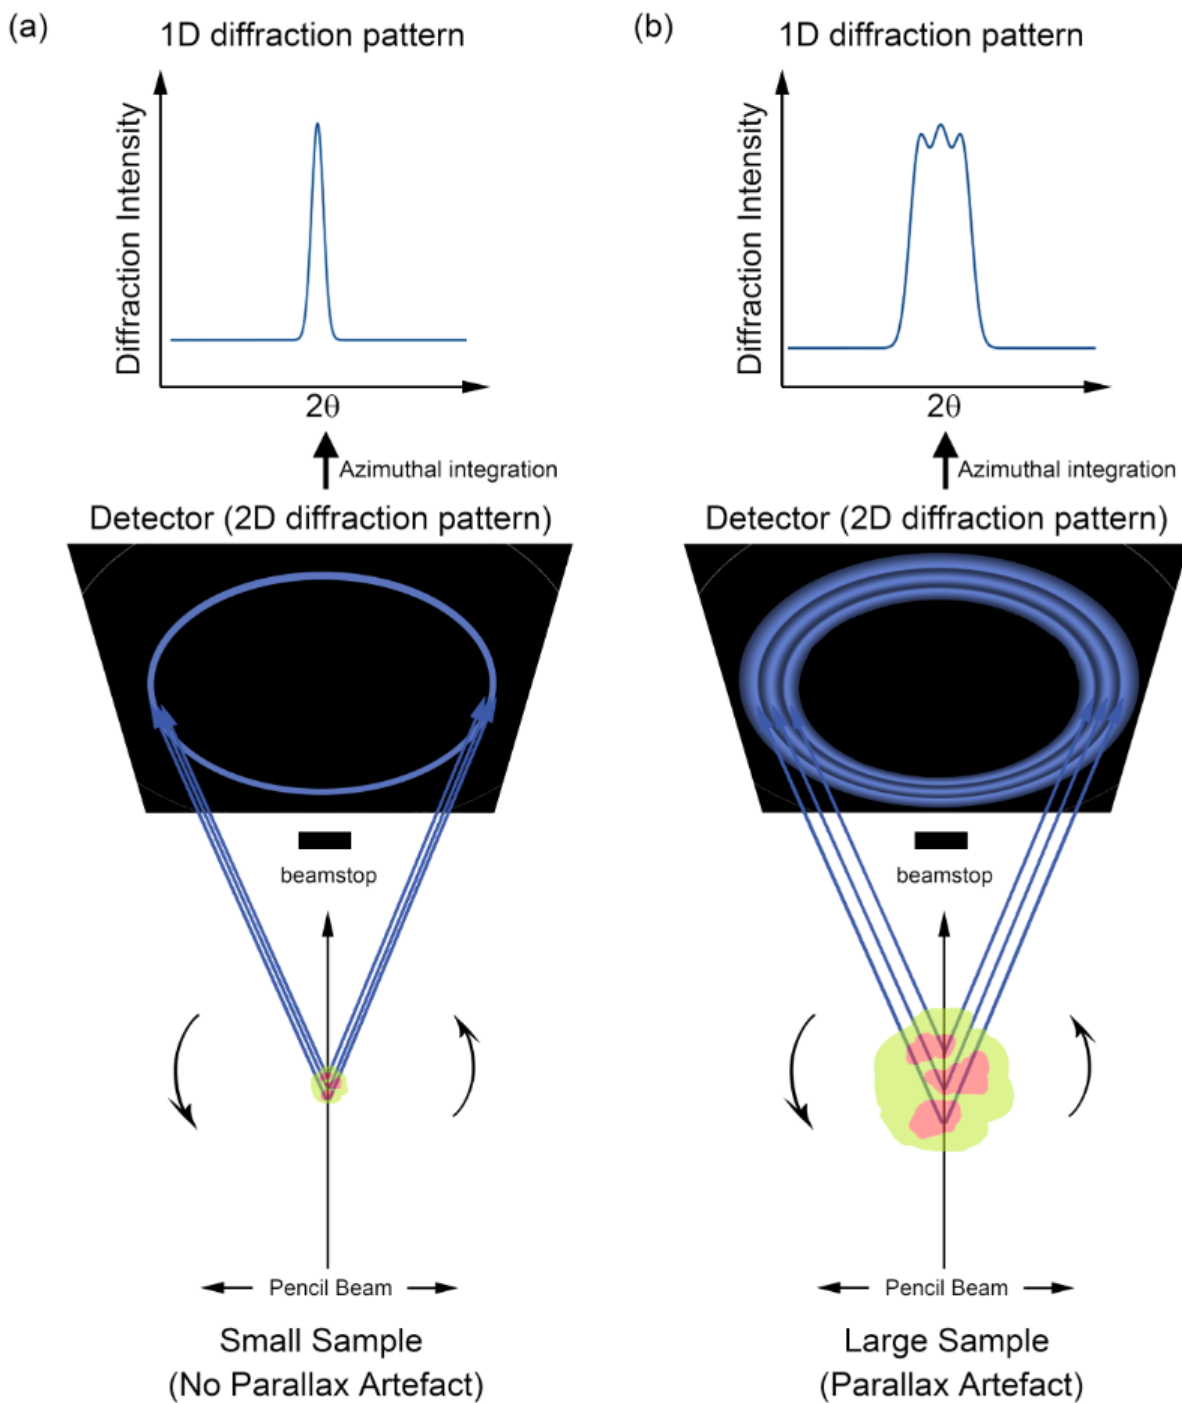 (a)
1D diffraction pattern
Diffraction Intensity
2θ
Azimuthal integration
Detector (2D diffraction pattern)
beamstop
Pencil Beam
Small Sample
(No Parallax Artefact)
(b)
1D diffraction pattern
Diffraction Intensity
2θ
Azimuthal integration
Detector (2D diffraction pattern)
beamstop
Pencil Beam
Large Sample
(Parallax Artefact)